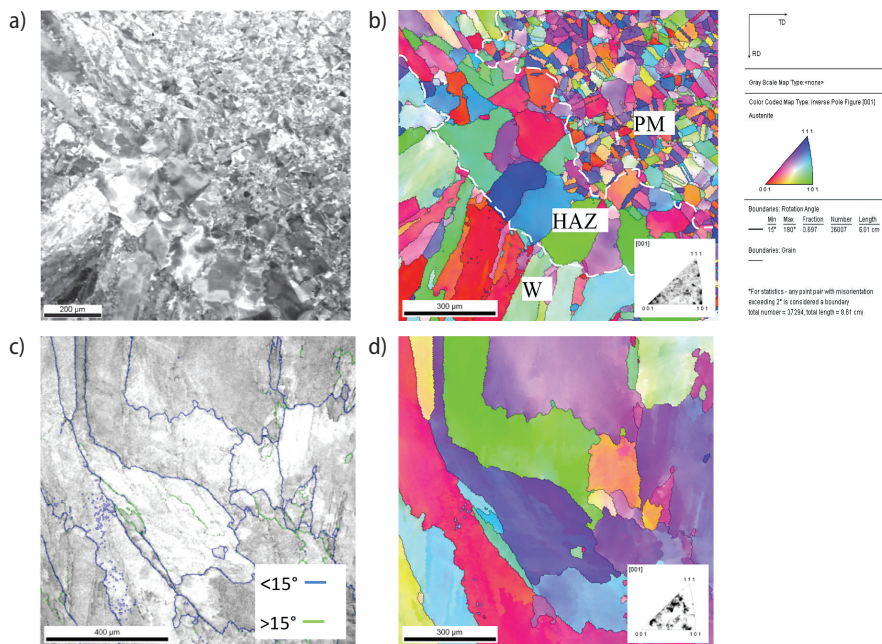 a)
200 µm
b)
PM
HAZ
W
300 µm
[001]
111
001
101
TD
RD
Gray Scale Map Type:<none>
Color Coded Map Type: Inverse Pole Figure [001]
Austenite
111
001
101
Boundaries: Rotation Angle
Min Max Fraction Number Length
15° 180° 0.697 26007 6.01 cm
Boundaries: Grain
*For statistics - any point pair with misorientation
exceeding 2° is considered a boundary
total number = 37284, total length = 8.61 cm)
c)
<15°
>15°
400 µm
d)
300 µm
[001]
111
001
101